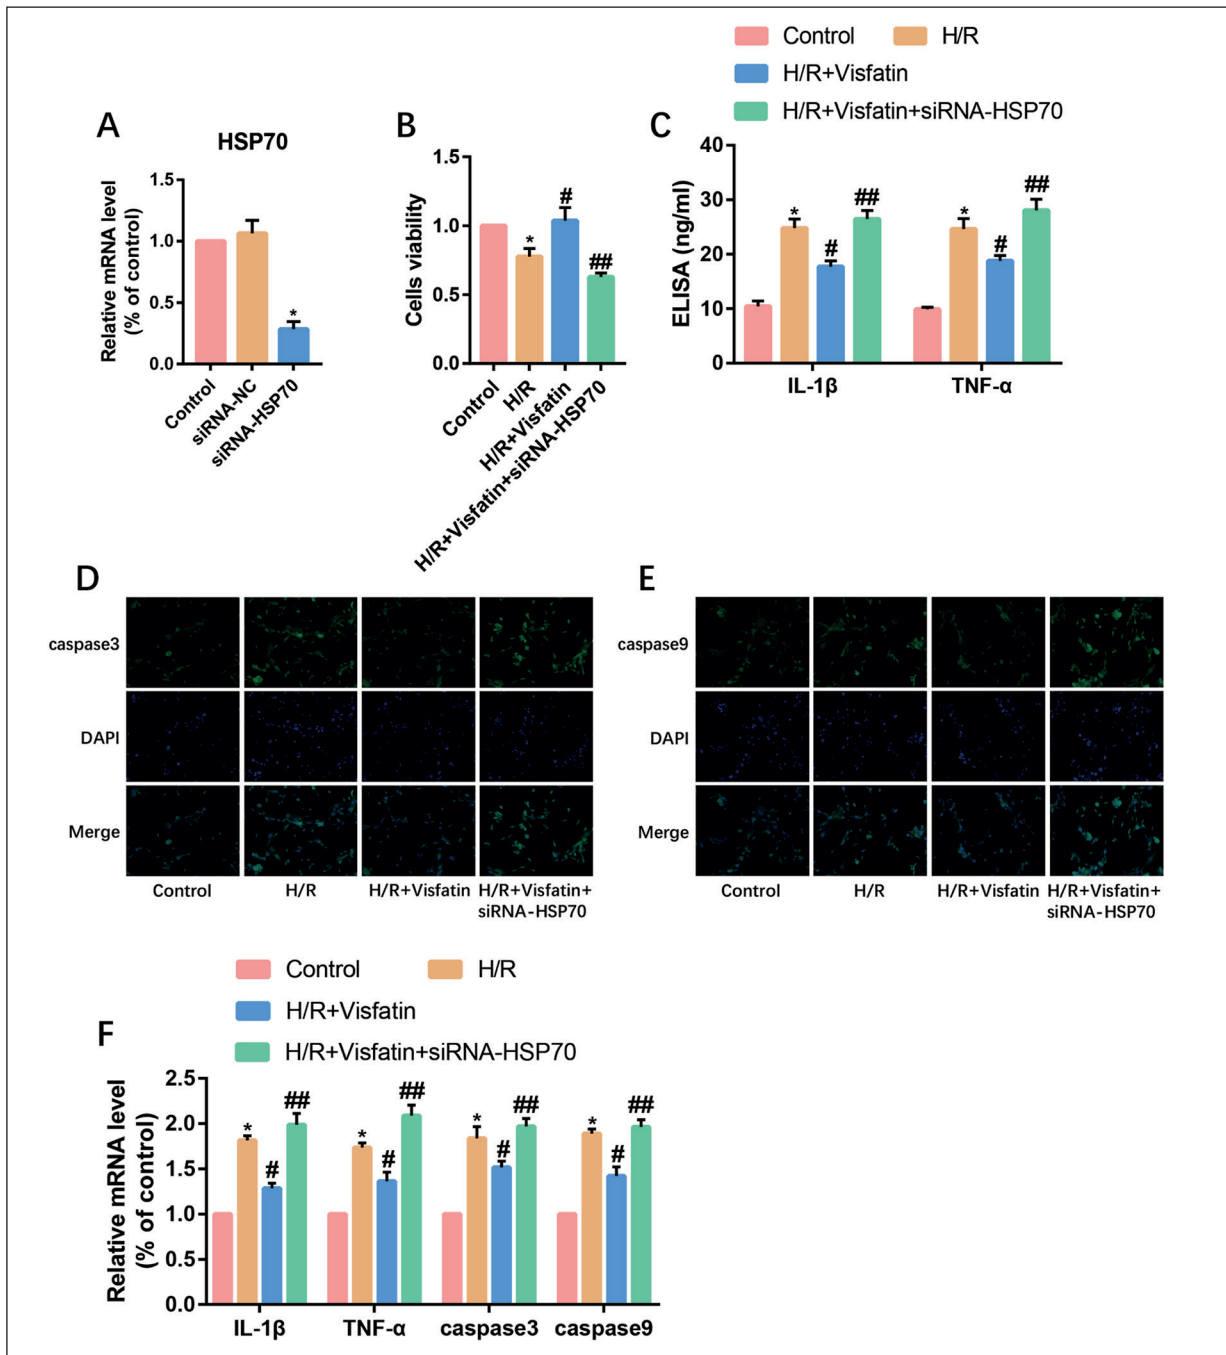 Control
H/R
H/R+Visfatin
H/R+Visfatin+siRNA-HSP70
A
HSP70
Relative mRNA level
(% of control)
1.5
1.0
0.5
0.0
*
Control
siRNA-NC
siRNA-HSP70
B
Cells viability
1.5
1.0
0.5
0.0
*
#
##
Control
H/R
H/R+Visfatin
H/R+Visfatin+siRNA-HSP70
C
ELISA (ng/ml)
40
30
20
10
0
*
#
##
*
#
##
IL-1β
TNF-α
D
caspase3
DAPI
Merge
Control
H/R
H/R+Visfatin
H/R+Visfatin+
siRNA-HSP70
E
caspase9
DAPI
Merge
Control
H/R
H/R+Visfatin
H/R+Visfatin+
siRNA-HSP70
Control
H/R
H/R+Visfatin
H/R+Visfatin+siRNA-HSP70
F
Relative mRNA level
(% of control)
2.5
2.0
1.5
1.0
0.5
0.0
*
#
##
*
#
##
*
#
##
*
#
##
IL-1β
TNF-α
caspase3
caspase9